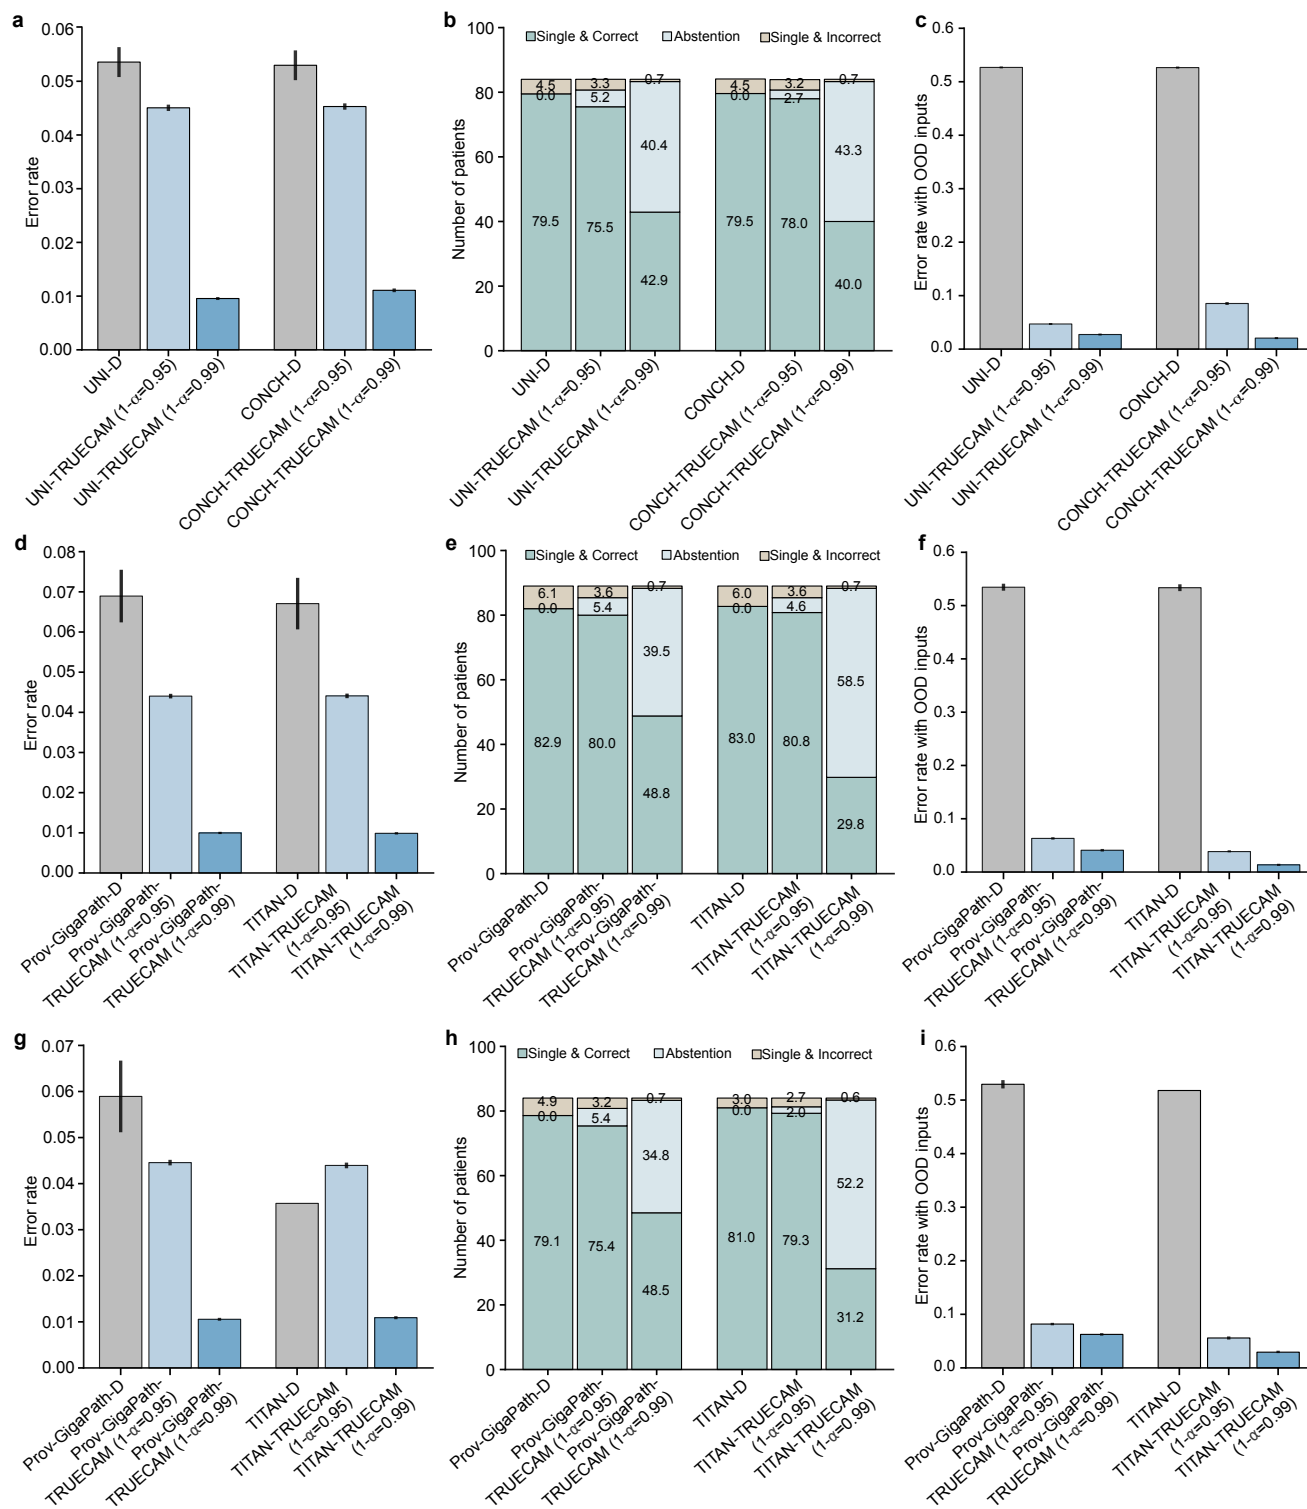 a
0.06
0.05
0.04
0.03
0.02
0.01
0.00
Error rate
UNI-D
UNI-TRUECAM (1-α=0.95)
UNI-TRUECAM (1-α=0.99)
CONCH-D
CONCH-TRUECAM (1-α=0.95)
CONCH-TRUECAM (1-α=0.99)
b
100
80
60
40
20
0
Number of patients
Single & Correct
Abstention
Single & Incorrect
4.5
0.0
79.5
3.3
5.2
75.5
0.7
40.4
42.9
4.5
0.0
79.5
3.2
2.7
78.0
0.7
43.3
40.0
UNI-D
UNI-TRUECAM (1-α=0.95)
UNI-TRUECAM (1-α=0.99)
CONCH-D
CONCH-TRUECAM (1-α=0.95)
CONCH-TRUECAM (1-α=0.99)
c
0.6
0.5
0.4
0.3
0.2
0.1
0.0
Error rate with OOD inputs
UNI-D
UNI-TRUECAM (1-α=0.95)
UNI-TRUECAM (1-α=0.99)
CONCH-D
CONCH-TRUECAM (1-α=0.95)
CONCH-TRUECAM (1-α=0.99)
d
0.08
0.07
0.06
0.05
0.04
0.03
0.02
0.01
0.00
Error rate
Prov-GigaPath-D
Prov-GigaPath-
TRUECAM (1-α=0.95)
Prov-GigaPath-
TRUECAM (1-α=0.99)
TITAN-D
TITAN-TRUECAM
(1-α=0.95)
TITAN-TRUECAM
(1-α=0.99)
e
100
80
60
40
20
0
Number of patients
Single & Correct
Abstention
Single & Incorrect
6.1
0.0
82.9
3.6
5.4
80.0
0.7
39.5
48.8
6.0
0.0
83.0
3.6
4.6
80.8
0.7
58.5
29.8
Prov-GigaPath-D
Prov-GigaPath-
TRUECAM (1-α=0.95)
Prov-GigaPath-
TRUECAM (1-α=0.99)
TITAN-D
TITAN-TRUECAM
(1-α=0.95)
TITAN-TRUECAM
(1-α=0.99)
f
0.6
0.5
0.4
0.3
0.2
0.1
0.0
Error rate with OOD inputs
Prov-GigaPath-D
Prov-GigaPath-
TRUECAM (1-α=0.95)
Prov-GigaPath-
TRUECAM (1-α=0.99)
TITAN-D
TITAN-TRUECAM
(1-α=0.95)
TITAN-TRUECAM
(1-α=0.99)
g
0.07
0.06
0.05
0.04
0.03
0.02
0.01
0.00
Error rate
Prov-GigaPath-D
Prov-GigaPath-
TRUECAM (1-α=0.95)
Prov-GigaPath-
TRUECAM (1-α=0.99)
TITAN-D
TITAN-TRUECAM
(1-α=0.95)
TITAN-TRUECAM
(1-α=0.99)
h
100
80
60
40
20
0
Number of patients
Single & Correct
Abstention
Single & Incorrect
4.9
0.0
79.1
3.2
5.4
75.4
0.7
34.8
48.5
3.0
0.0
81.0
2.7
2.0
79.3
0.6
52.2
31.2
Prov-GigaPath-D
Prov-GigaPath-
TRUECAM (1-α=0.95)
Prov-GigaPath-
TRUECAM (1-α=0.99)
TITAN-D
TITAN-TRUECAM
(1-α=0.95)
TITAN-TRUECAM
(1-α=0.99)
i
0.6
0.5
0.4
0.3
0.2
0.1
0.0
Error rate with OOD inputs
Prov-GigaPath-D
Prov-GigaPath-
TRUECAM (1-α=0.95)
Prov-GigaPath-
TRUECAM (1-α=0.99)
TITAN-D
TITAN-TRUECAM
(1-α=0.95)
TITAN-TRUECAM
(1-α=0.99)